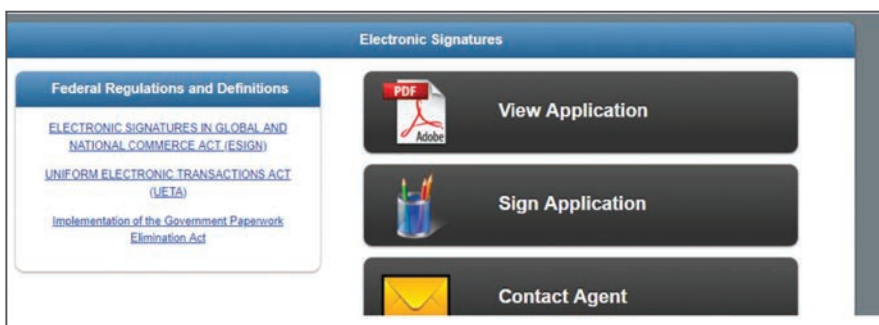 Electronic Signatures
Federal Regulations and Definitions
ELECTRONIC SIGNATURES IN GLOBAL AND
NATIONAL COMMERCE ACT (ESIGN)
UNIFORM ELECTRONIC TRANSACTIONS ACT
(UETA)
Implementation of the Government Paperwork
Elimination Act
PDF
Adobe
View Application
Sign Application
Contact Agent